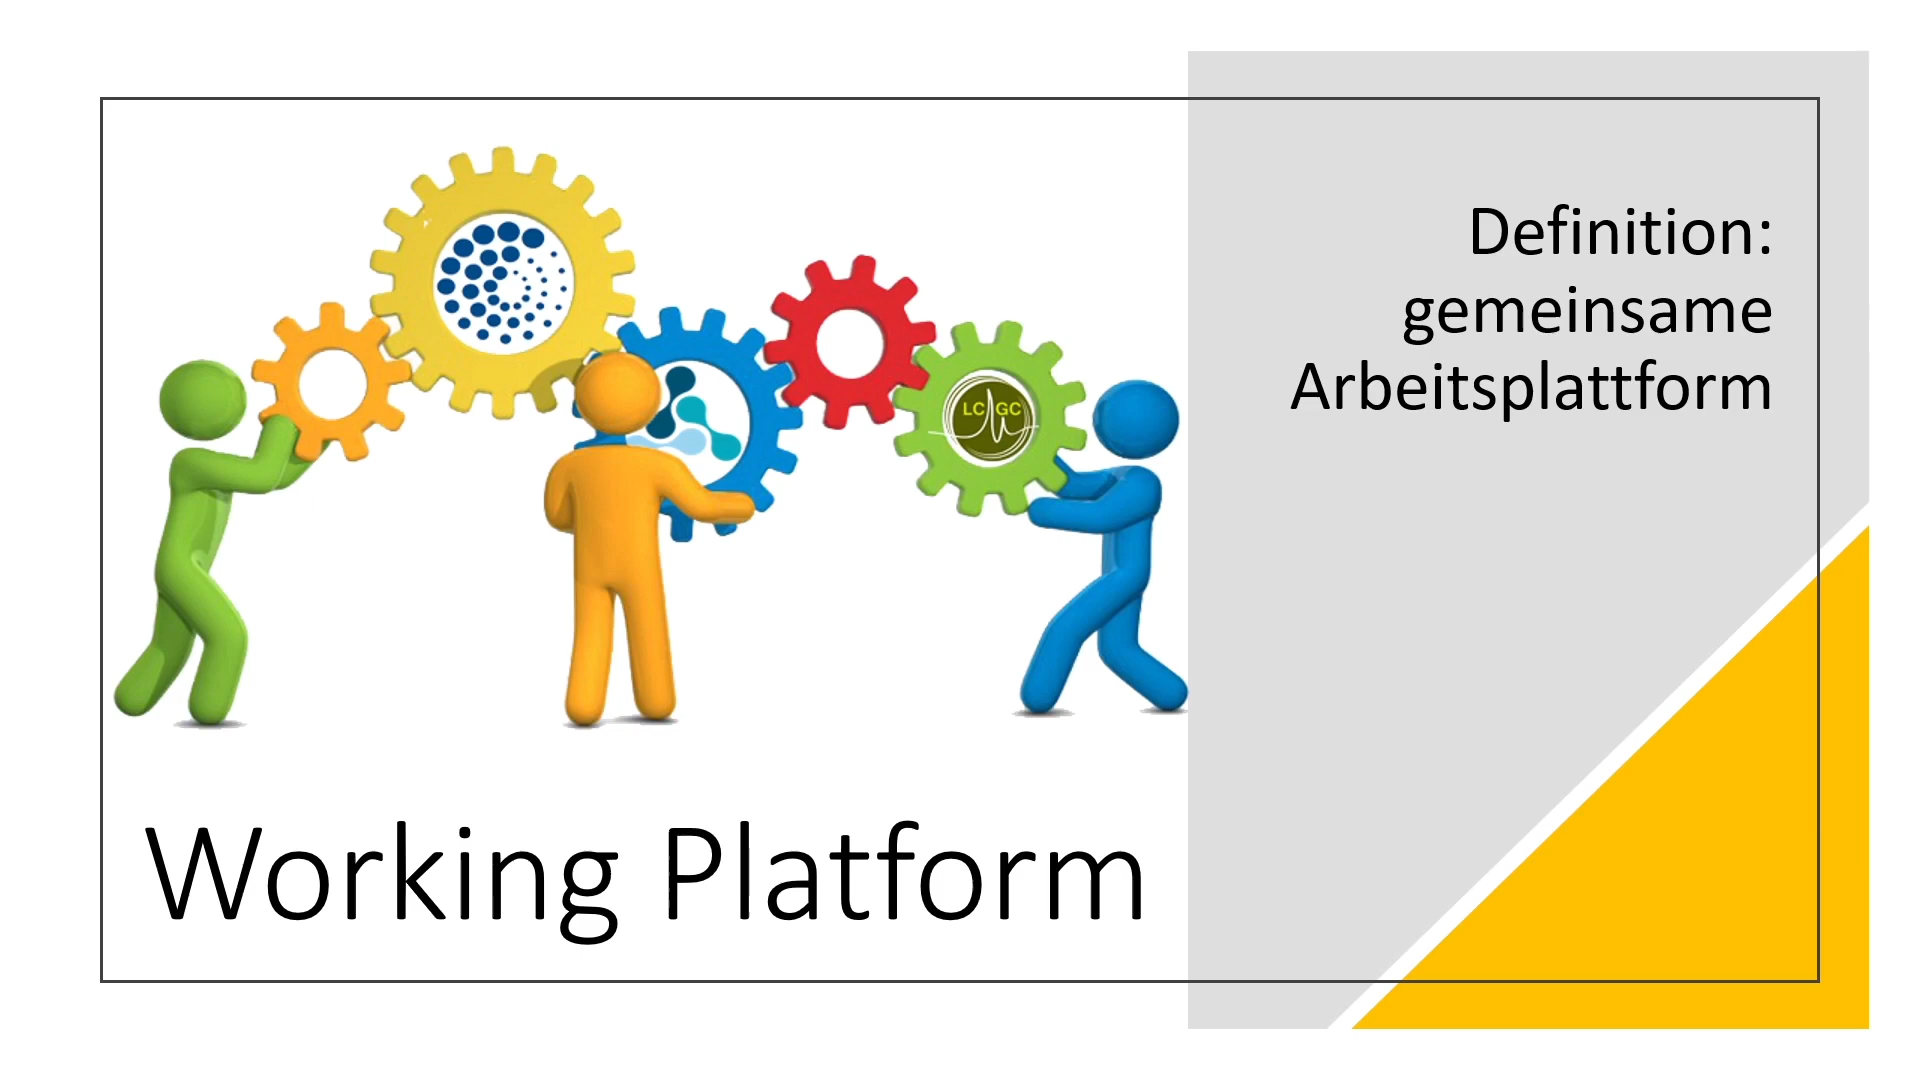 Definition:
gemeinsame
Arbeitsplattform
LC GC
Working Platform